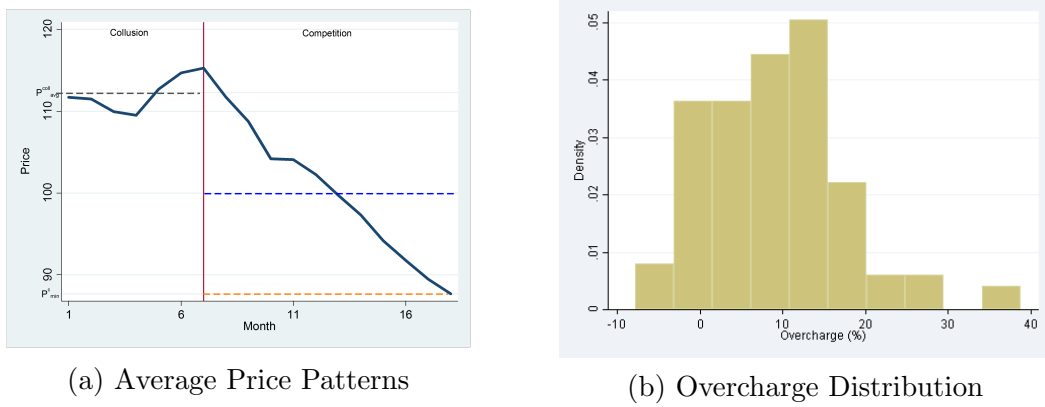 Collusion
Competition
120
P^coll_avg
110
100
90
P^c_min
Price
1
6
11
16
Month
.05
.04
.03
.02
.01
0
Density
-10
0
10
20
30
40
Overcharge (%)
(a) Average Price Patterns
(b) Overcharge Distribution